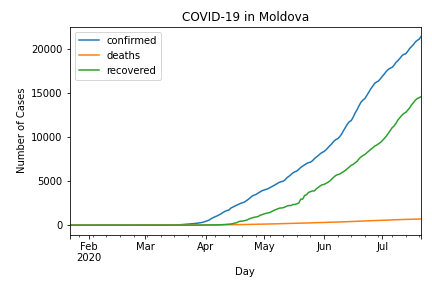 COVID-19 in Moldova
confirmed
deaths
recovered
Number of Cases
20000
15000
10000
5000
0
Feb Mar Apr May Jun Jul
2020
Day